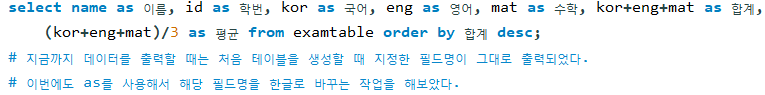 select name as 이름, id as 학번, kor as 국어, eng as 영어, mat as 수학, kor+eng+mat as 합계,
(kor+eng+mat)/3 as 평균 from examtable order by 합계 desc;
# 지금까지 데이터를 출력할 때는 처음 테이블을 생성할 때 지정한 필드명이 그대로 출력되었다.
# 이번에도 as를 사용해서 해당 필드명을 한글로 바꾸는 작업을 해보았다.